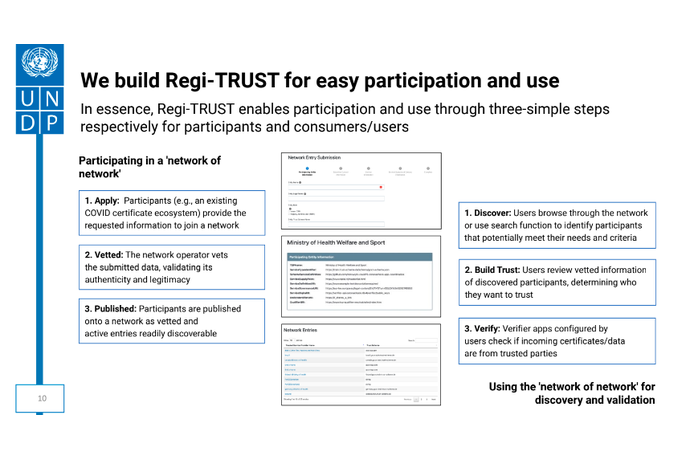 We build Regi-TRUST for easy participation and use
U N
D P
In essence, Regi-TRUST enables participation and use through three-simple steps
respectively for participants and consumers/users
Participating in a 'network of
network'
1. Apply: Participants (e.g., an existing
COVID certificate ecosystem) provide the
requested information to join a network
2. Vetted: The network operator vets
the submitted data, validating its
authenticity and legitimacy
3. Published: Participants are published
onto a network as vetted and
active entries readily discoverable
Network Entry Submission
Ministry of Health Welfare and Sport
Participating Entity Information
Network Entries
1. Discover: Users browse through the network
or use search function to identify participants
that potentially meet their needs and criteria
2. Build Trust: Users review vetted information
of discovered participants, determining who
they want to trust
3. Verify: Verifier apps configured by
users check if incoming certificates/data
are from trusted parties
Using the 'network of network' for
discovery and validation
10